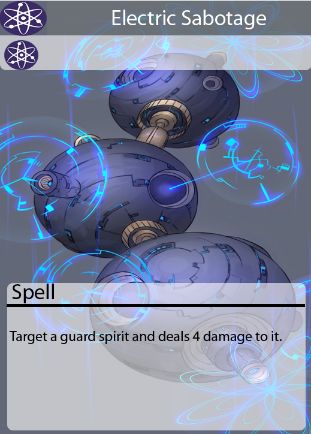 Electric Sabotage
Spell
Target a guard spirit and deals 4 damage to it.